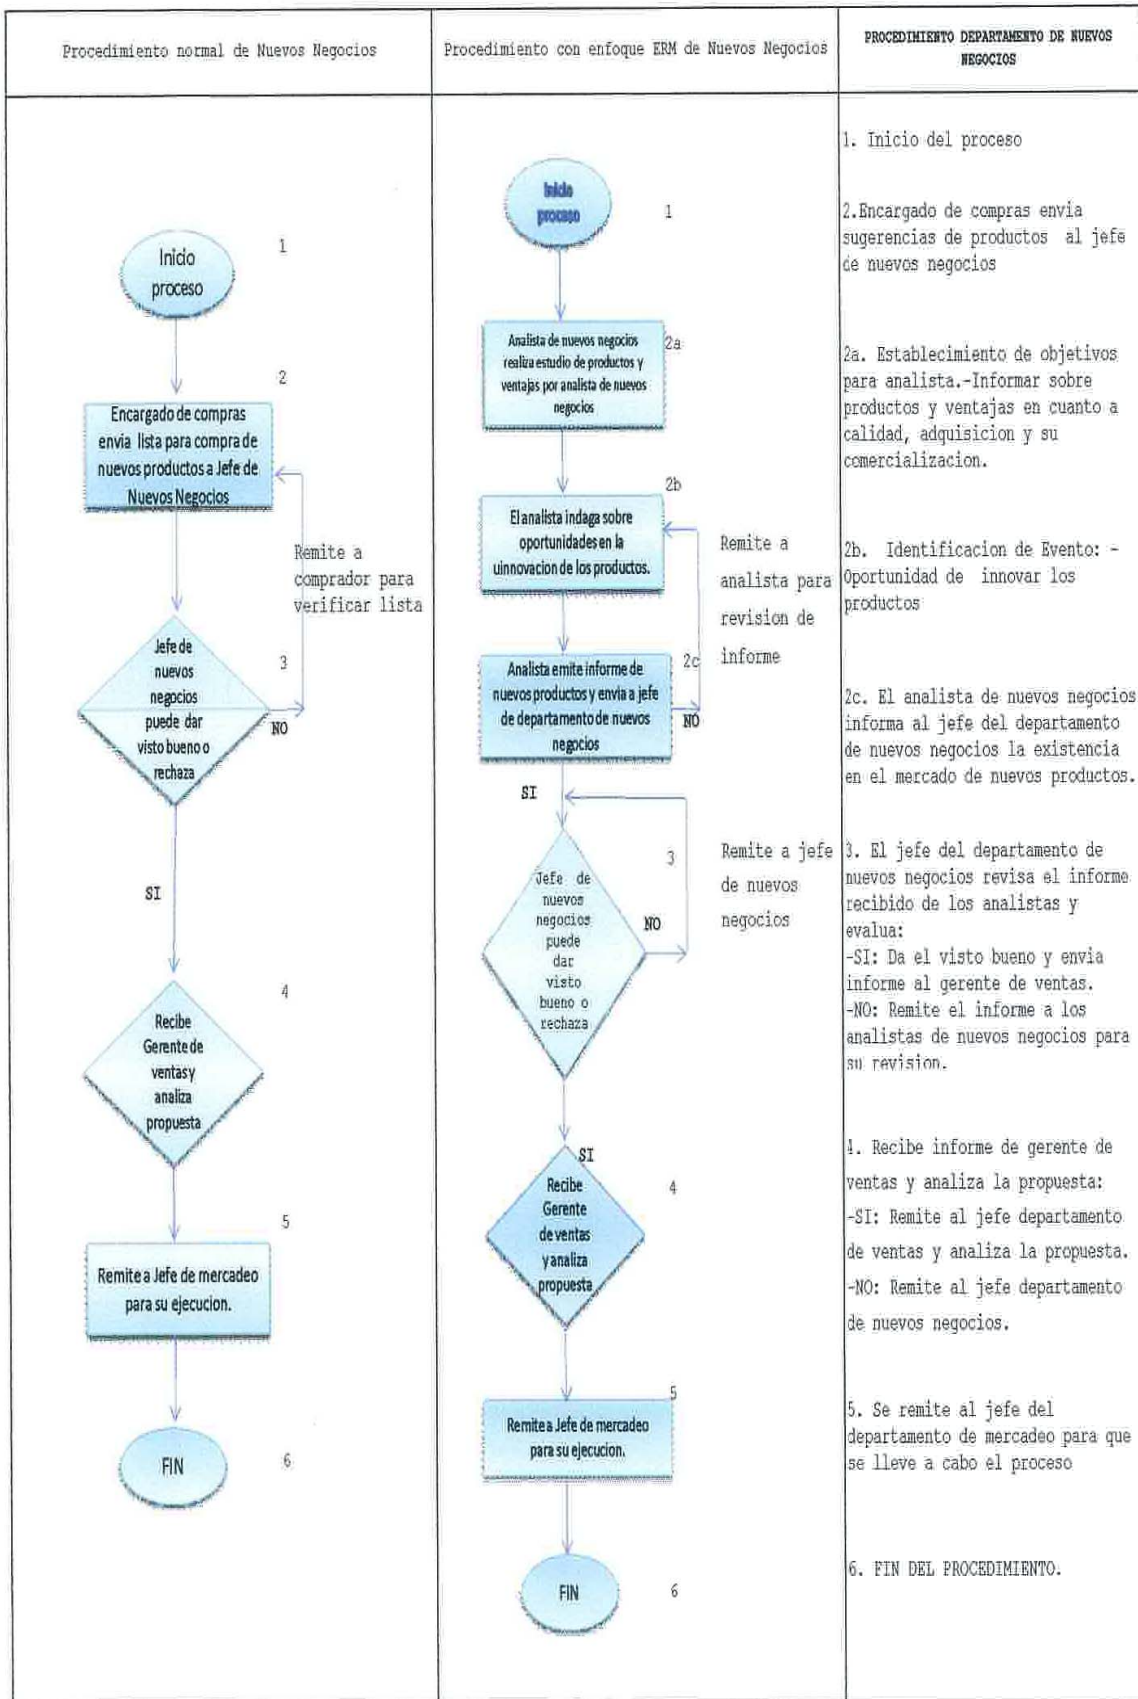 Procedimiento normal de Nuevos Negocios
Procedimiento con enfoque ERM de Nuevos Negocios
PROCEDIMIENTO DEPARTAMENTO DE NUEVOS
NEGOCIOS
Inicio
proceso
1
2
Encargado de compras
envia lista para compra de
nuevos productos a Jefe de
Nuevos Negocios
Remite a
comprador para
verificar lista
Jefe de
nuevos
negocios
puede dar
visto bueno o
rechaza
3
NO
SI
4
Recibe
Gerente de
ventas y
analiza
propuesta
5
Remite a Jefe de mercadeo
para su ejecucion.
FIN
6
Inicio
proceso
1
Analista de nuevos negocios
realiza estudio de productos y
ventajas por analista de nuevos
negocios
2a
2b
El analista indaga sobre
oportunidades en la
uinnovacion de los productos.
Remite a
analista para
revision de
informe
Analista emite informe de
nuevos productos y envia a jefe
de departamento de nuevos
negocios
2c
NO
SI
3
Jefe de
nuevos
negocios
puede
dar
visto
bueno o
rechaza
NO
Remite a jefe
de nuevos
negocios
SI
Recibe
Gerente
de ventas
y analiza
propuesta
4
5
Remite a Jefe de mercadeo
para su ejecucion.
FIN
6
1. Inicio del proceso
2.Encargado de compras envia
sugerencias de productos al jefe
de nuevos negocios
2a. Establecimiento de objetivos
para analista.-Informar sobre
productos y ventajas en cuanto a
calidad, adquisicion y su
comercializacion.
2b. Identificacion de Evento: -
Oportunidad de innovar los
productos
2c. El analista de nuevos negocios
informa al jefe del departamento
de nuevos negocios la existencia
en el mercado de nuevos productos.
3. El jefe del departamento de
nuevos negocios revisa el informe
recibido de los analistas y
evalua:
-SI: Da el visto bueno y envia
informe al gerente de ventas.
-NO: Remite el informe a los
analistas de nuevos negocios para
su revision.
4. Recibe informe de gerente de
ventas y analiza la propuesta:
-SI: Remite al jefe departamento
de ventas y analiza la propuesta.
-NO: Remite al jefe departamento
de nuevos negocios.
5. Se remite al jefe del
departamento de mercadeo para que
se lleve a cabo el proceso
6. FIN DEL PROCEDIMIENTO.